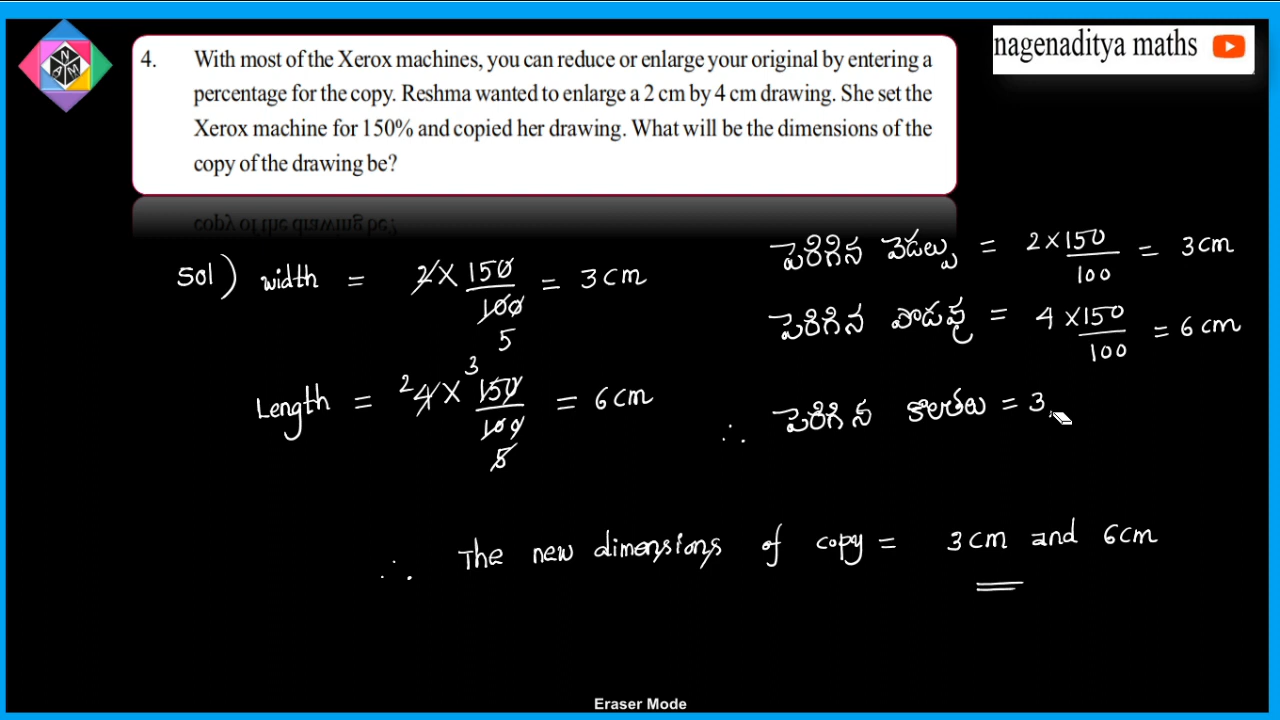 nagenaditya maths
N
A M
4. With most of the Xerox machines, you can reduce or enlarge your original by entering a
percentage for the copy. Reshma wanted to enlarge a 2 cm by 4 cm drawing. She set the
Xerox machine for 150% and copied her drawing. What will be the dimensions of the
copy of the drawing be?
Sol) width = 2 × 150/100 = 3 cm
5
Length = 2 4 × 3 150/100 = 6 cm
5
పెరిగిన వెడల్పు = 2 × 150/100 = 3 cm
పెరిగిన పొడవు = 4 × 150/100 = 6 cm
∴ పెరిగిన కొలతలు = 3,
∴ The new dimensions of copy = 3 cm and 6 cm
Eraser Mode